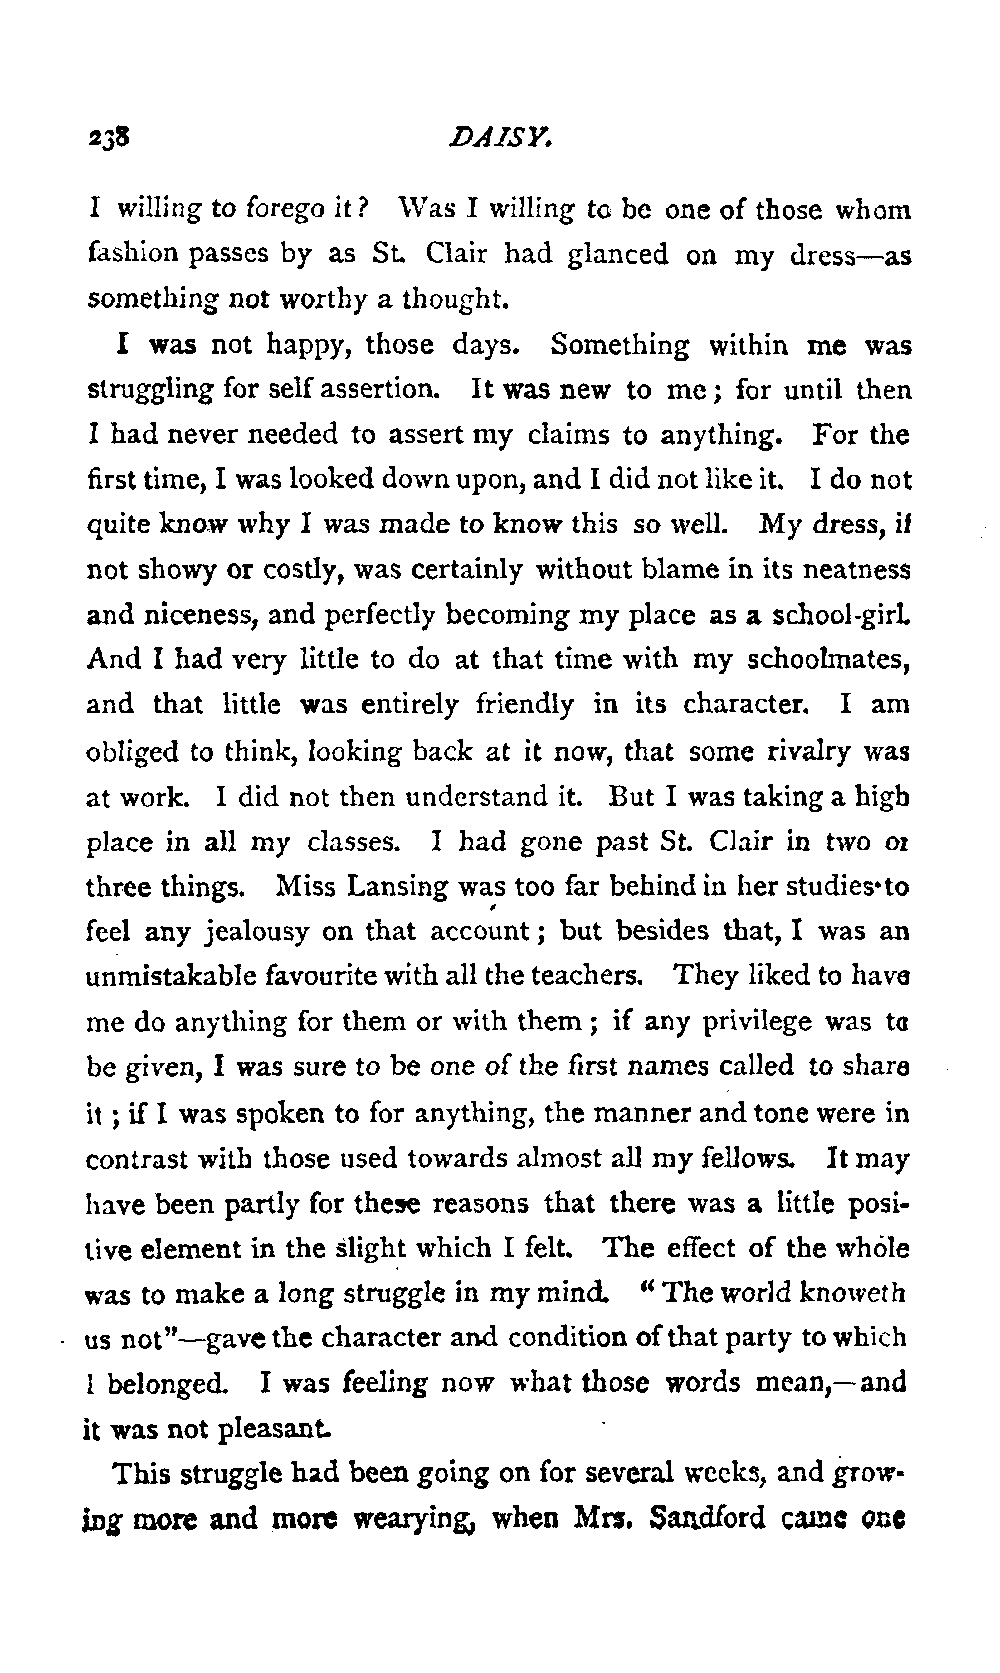 238 DAISY.
I willing to forego it? Was I willing to be one of those whom
fashion passes by as St. Clair had glanced on my dress—as
something not worthy a thought.
I was not happy, those days. Something within me was
struggling for self assertion. It was new to me; for until then
I had never needed to assert my claims to anything. For the
first time, I was looked down upon, and I did not like it. I do not
quite know why I was made to know this so well. My dress, if
not showy or costly, was certainly without blame in its neatness
and niceness, and perfectly becoming my place as a school-girl.
And I had very little to do at that time with my schoolmates,
and that little was entirely friendly in its character. I am
obliged to think, looking back at it now, that some rivalry was
at work. I did not then understand it. But I was taking a high
place in all my classes. I had gone past St. Clair in two or
three things. Miss Lansing was too far behind in her studies to
feel any jealousy on that account; but besides that, I was an
unmistakable favourite with all the teachers. They liked to have
me do anything for them or with them; if any privilege was to
be given, I was sure to be one of the first names called to share
it; if I was spoken to for anything, the manner and tone were in
contrast with those used towards almost all my fellows. It may
have been partly for these reasons that there was a little posi-
tive element in the slight which I felt. The effect of the whole
was to make a long struggle in my mind. "The world knoweth
us not"—gave the character and condition of that party to which
I belonged. I was feeling now what those words mean,—and
it was not pleasant.
This struggle had been going on for several weeks, and grow-
ing more and more wearying, when Mrs. Sandford came one